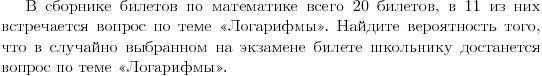 В сборнике билетов по математике всего 20 билетов, в 11 из них
встречается вопрос по теме «Логарифмы». Найдите вероятность того,
что в случайно выбранном на экзамене билете школьнику достанется
вопрос по теме «Логарифмы».